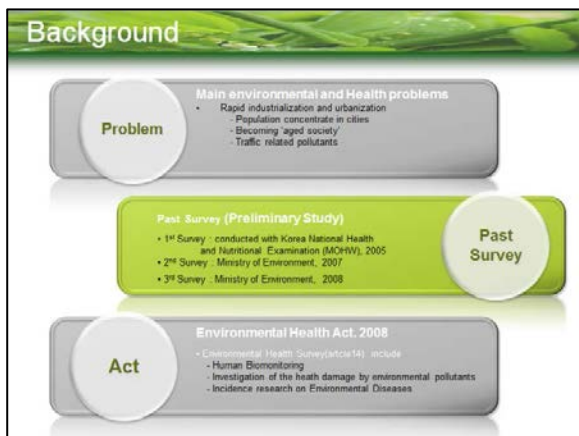 Background
Problem
Main environmental and Health problems
• Rapid industrialization and urbanization
- Population concentrate in cities
- Becoming 'aged society'
- Traffic related pollutants
Past Survey (Preliminary Study)
• 1st Survey : conducted with Korea National Health
and Nutritional Examination (MOHW), 2005
• 2nd Survey : Ministry of Environment, 2007
• 3rd Survey : Ministry of Environment, 2008
Past
Survey
Act
Environmental Health Act. 2008
• Environmental Health Survey(artcle14) include
- Human Biomonitoring
- Investigation of the heath damage by environmental pollutants
- Incidence research on Environmental Diseases